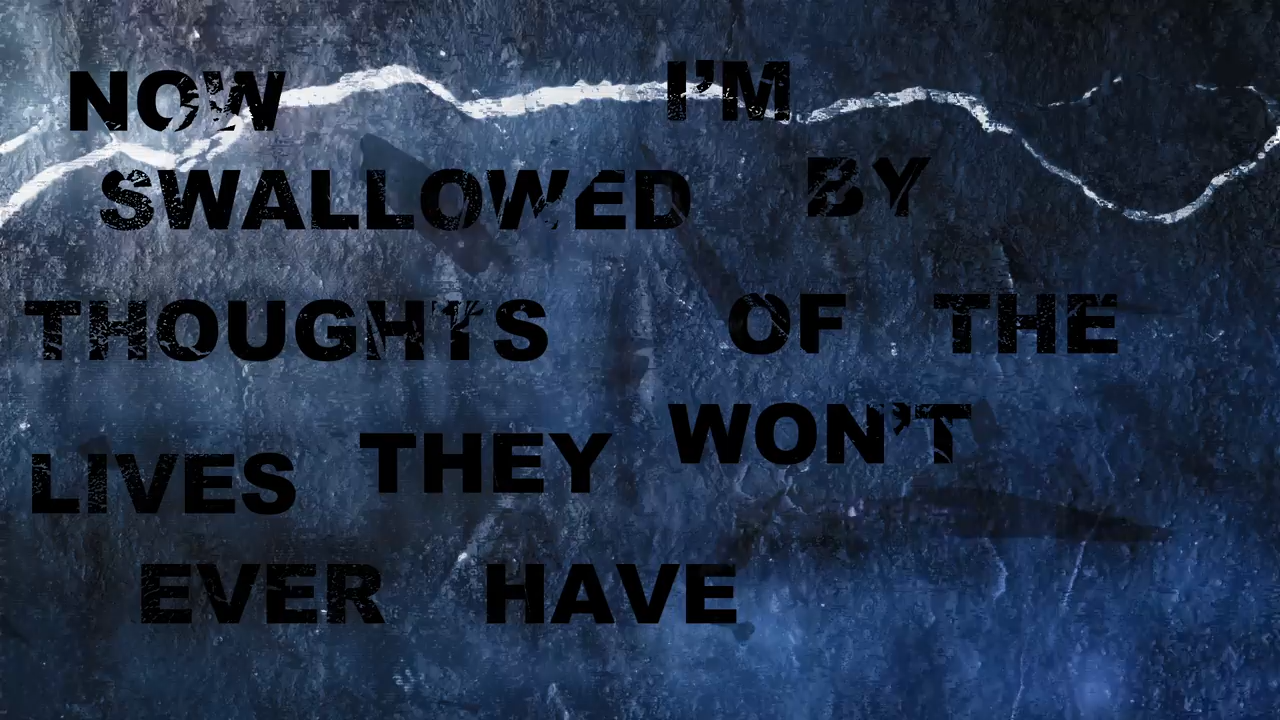 NOW I’M
SWALLOWED BY
THOUGHTS OF THE
LIVES THEY WON’T
EVER HAVE